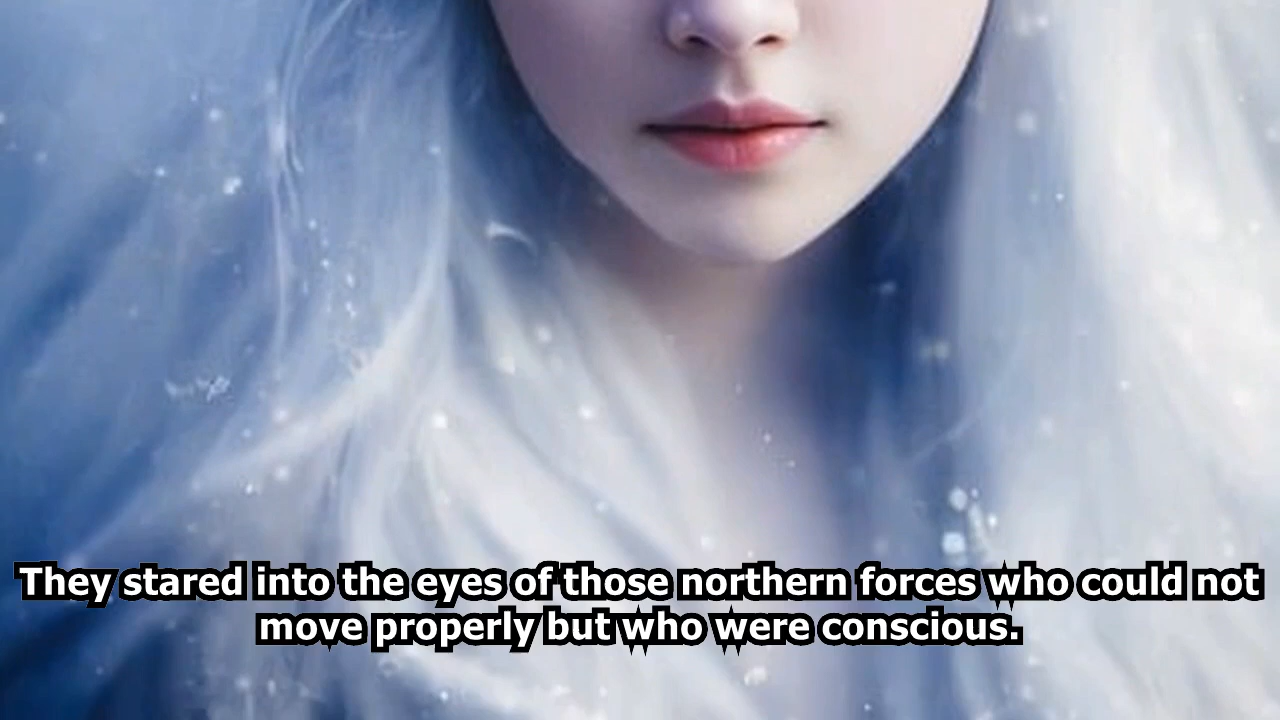 They stared into the eyes of those northern forces who could not
move properly but who were conscious.